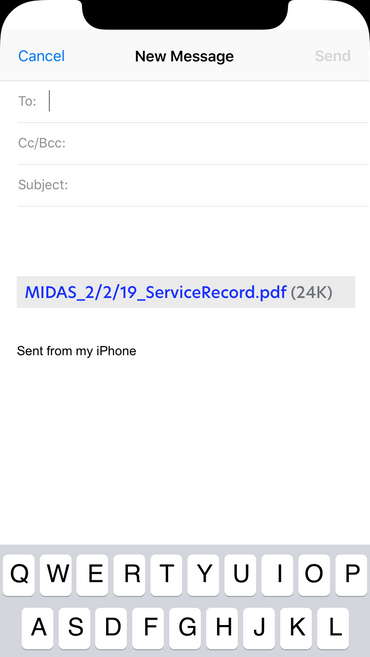 Cancel New Message Send
To:
Cc/Bcc:
Subject:
MIDAS_2/2/19_ServiceRecord.pdf (24K)
Sent from my iPhone
Q W E R T Y U I O P
A S D F G H J K L